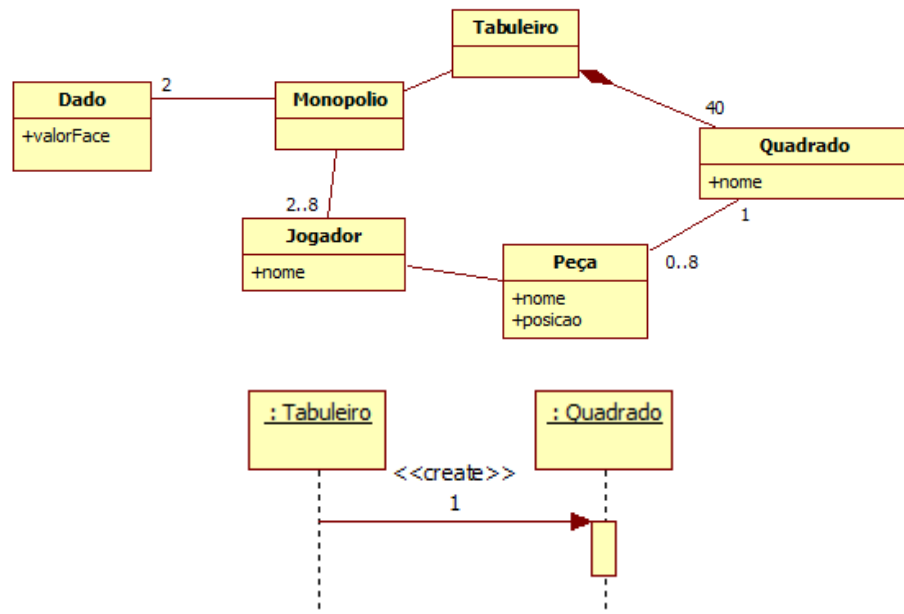 Tabuleiro
Dado
+valorFace
2
Monopolio
40
Quadrado
+nome
2..8
1
Jogador
+nome
Peça
+nome
+posicao
0..8
: Tabuleiro
: Quadrado
<<create>>
1